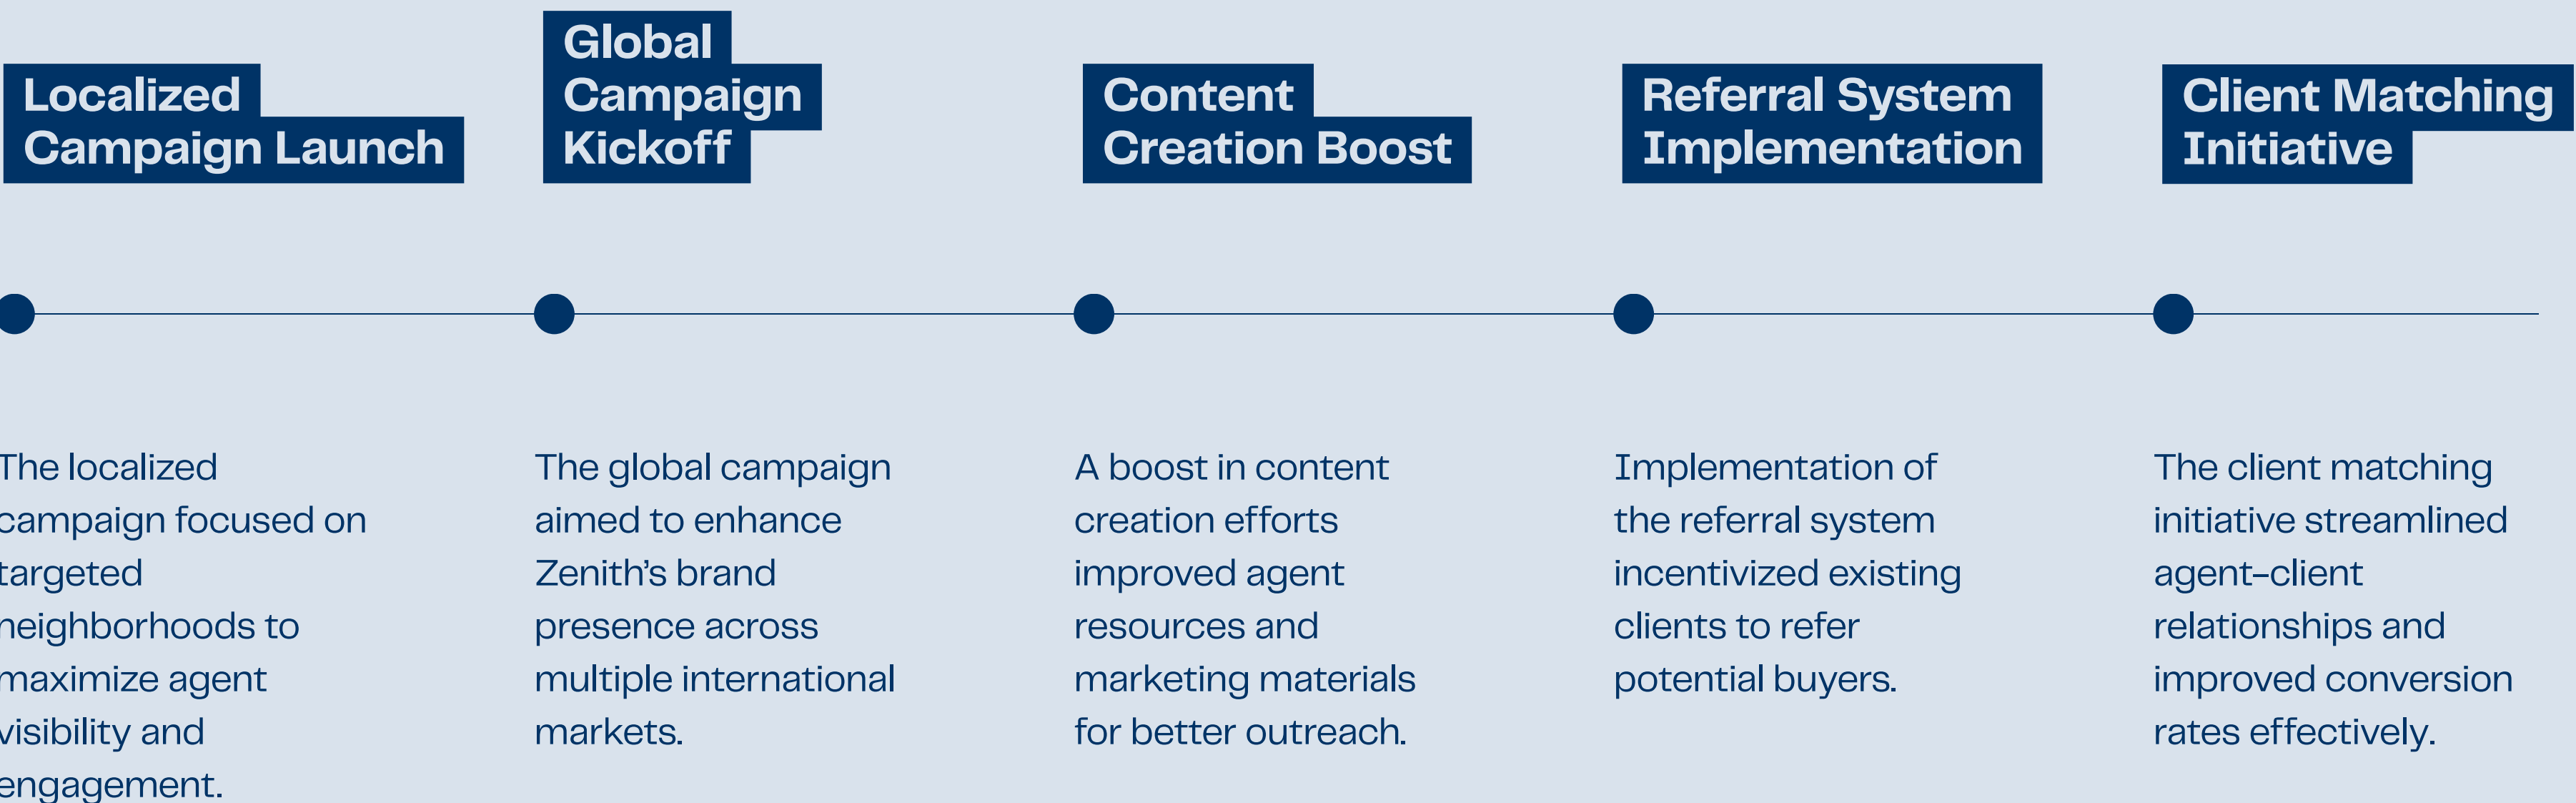 Localized
Campaign Launch
Global
Campaign
Kickoff
Content
Creation Boost
Referral System
Implementation
Client Matching
Initiative
The localized
campaign focused on
targeted
neighborhoods to
maximize agent
visibility and
engagement.
The global campaign
aimed to enhance
Zenith’s brand
presence across
multiple international
markets.
A boost in content
creation efforts
improved agent
resources and
marketing materials
for better outreach.
Implementation of
the referral system
incentivized existing
clients to refer
potential buyers.
The client matching
initiative streamlined
agent–client
relationships and
improved conversion
rates effectively.